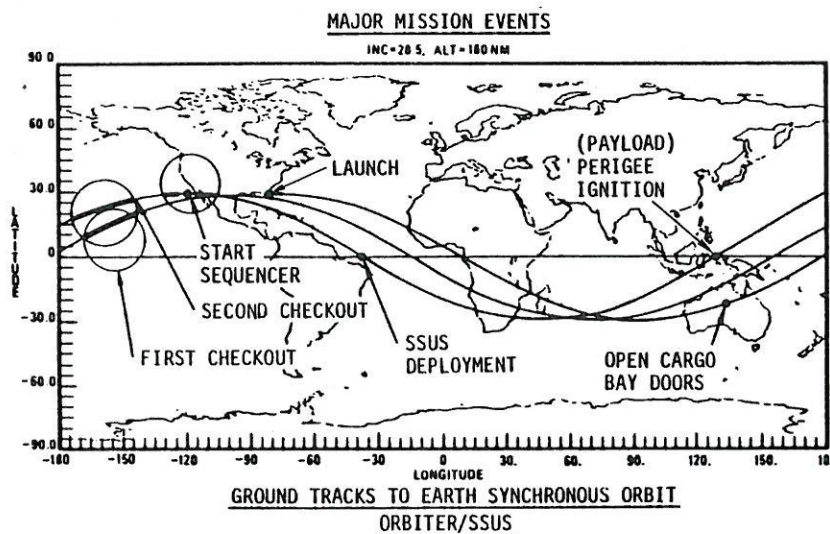 MAJOR MISSION EVENTS
INC=28 5, ALT=160 NM
90.0
60.0
30.0
0
-30.0
-60.0
-90.0
LATITUDE
LAUNCH
(PAYLOAD)
PERIGEE
IGNITION
START
SEQUENCER
SECOND CHECKOUT
FIRST CHECKOUT
SSUS
DEPLOYMENT
OPEN CARGO
BAY DOORS
-180 -150 -120 -90 -60 -30 0 30. 60. 90. 120. 150. 180
LONGITUDE
GROUND TRACKS TO EARTH SYNCHRONOUS ORBIT
ORBITER/SSUS